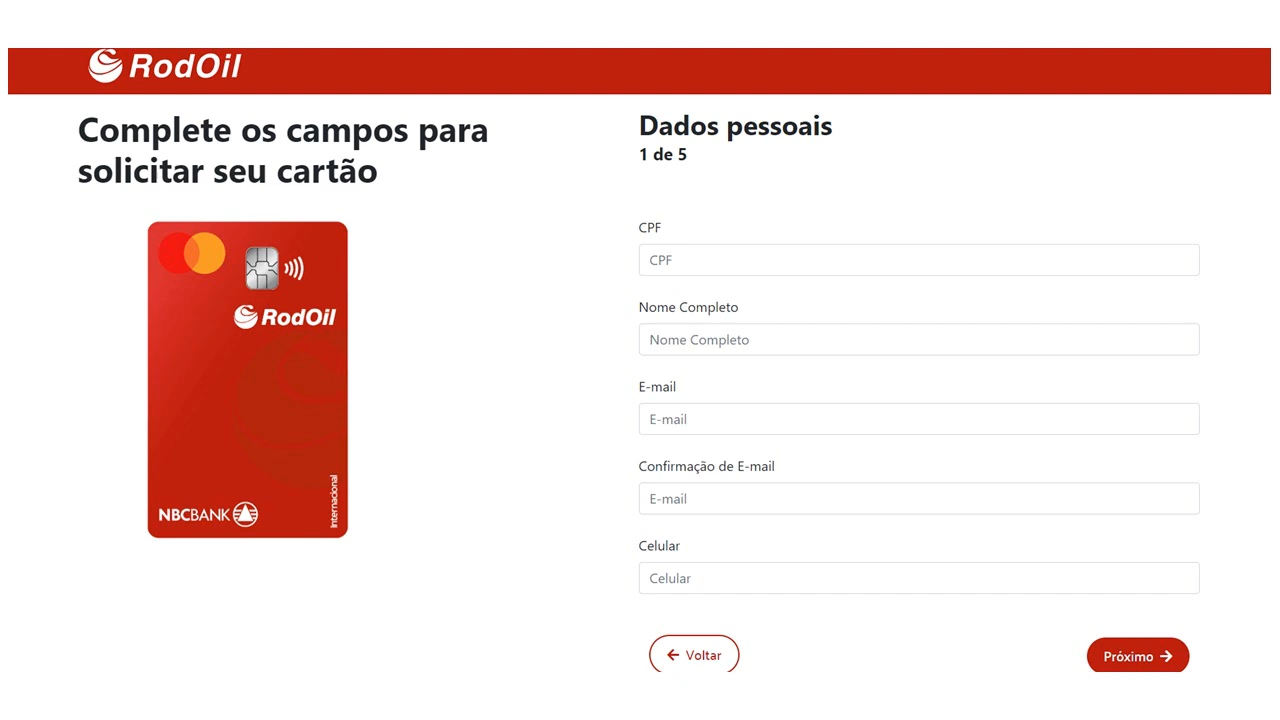 RodOil
Complete os campos para
solicitar seu cartão
RodOil
NBCBANK
Internacional
Dados pessoais
1 de 5
CPF
CPF
Nome Completo
Nome Completo
E-mail
E-mail
Confirmação de E-mail
E-mail
Celular
Celular
Voltar
Próximo